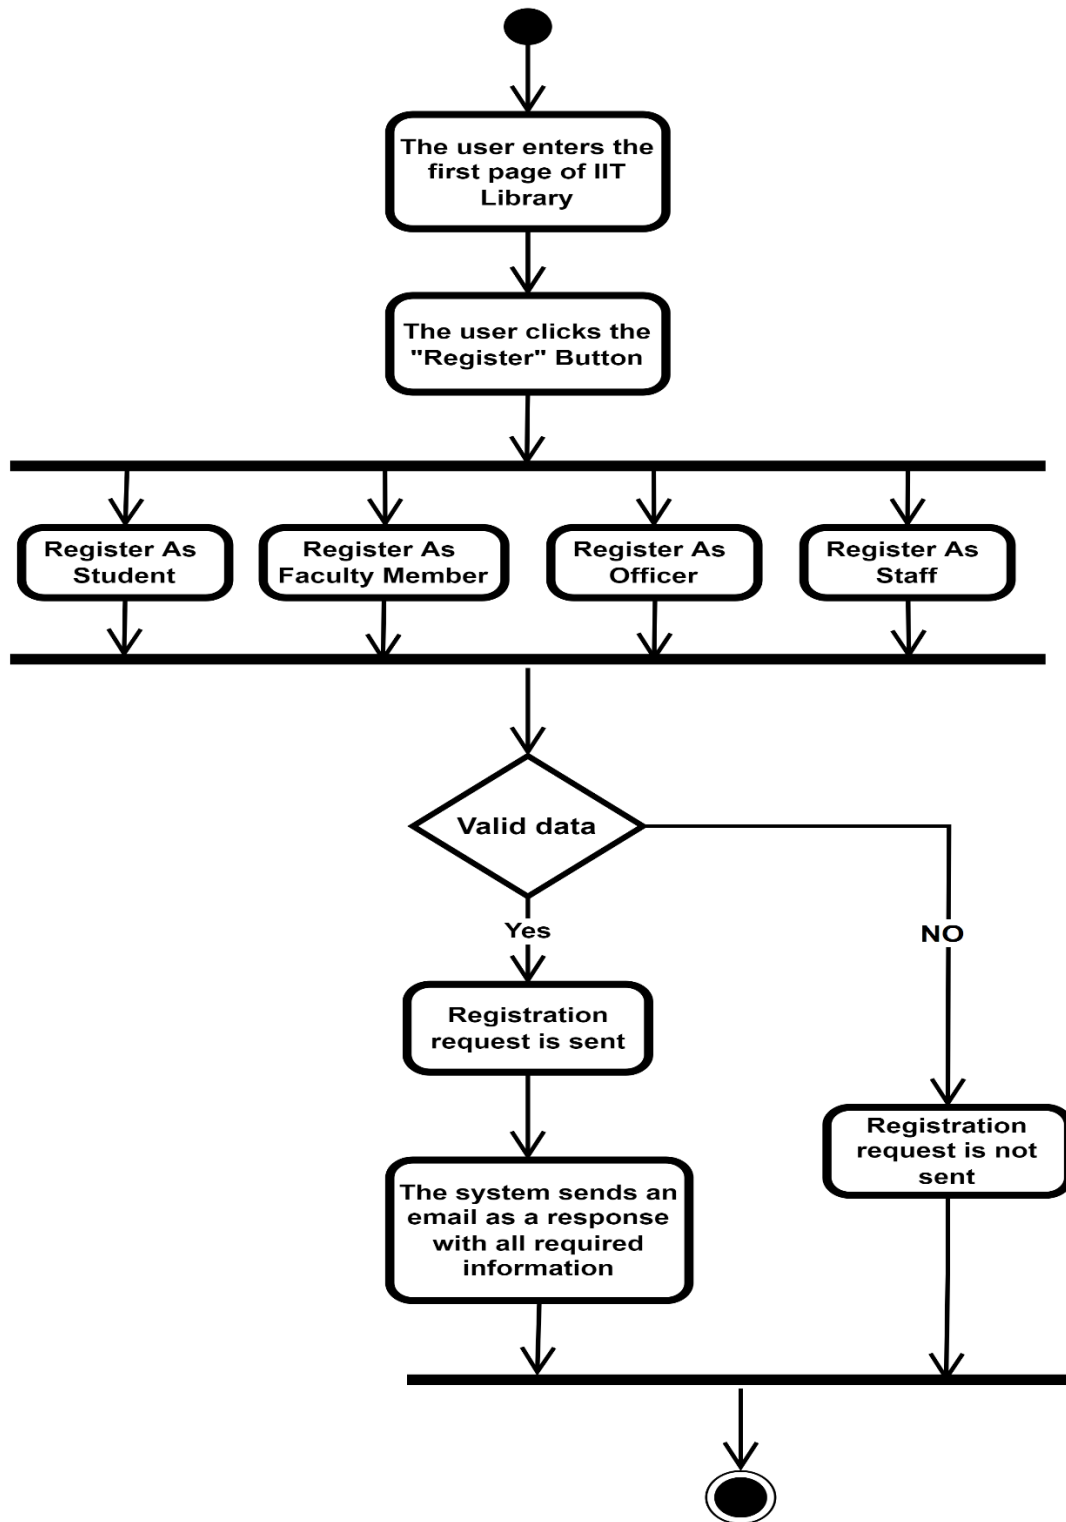 The user enters the
first page of IIT
Library
The user clicks the
"Register" Button
Register As
Student
Register As
Faculty Member
Register As
Officer
Register As
Staff
Valid data
Yes
NO
Registration
request is sent
Registration
request is not
sent
The system sends an
email as a response
with all required
information